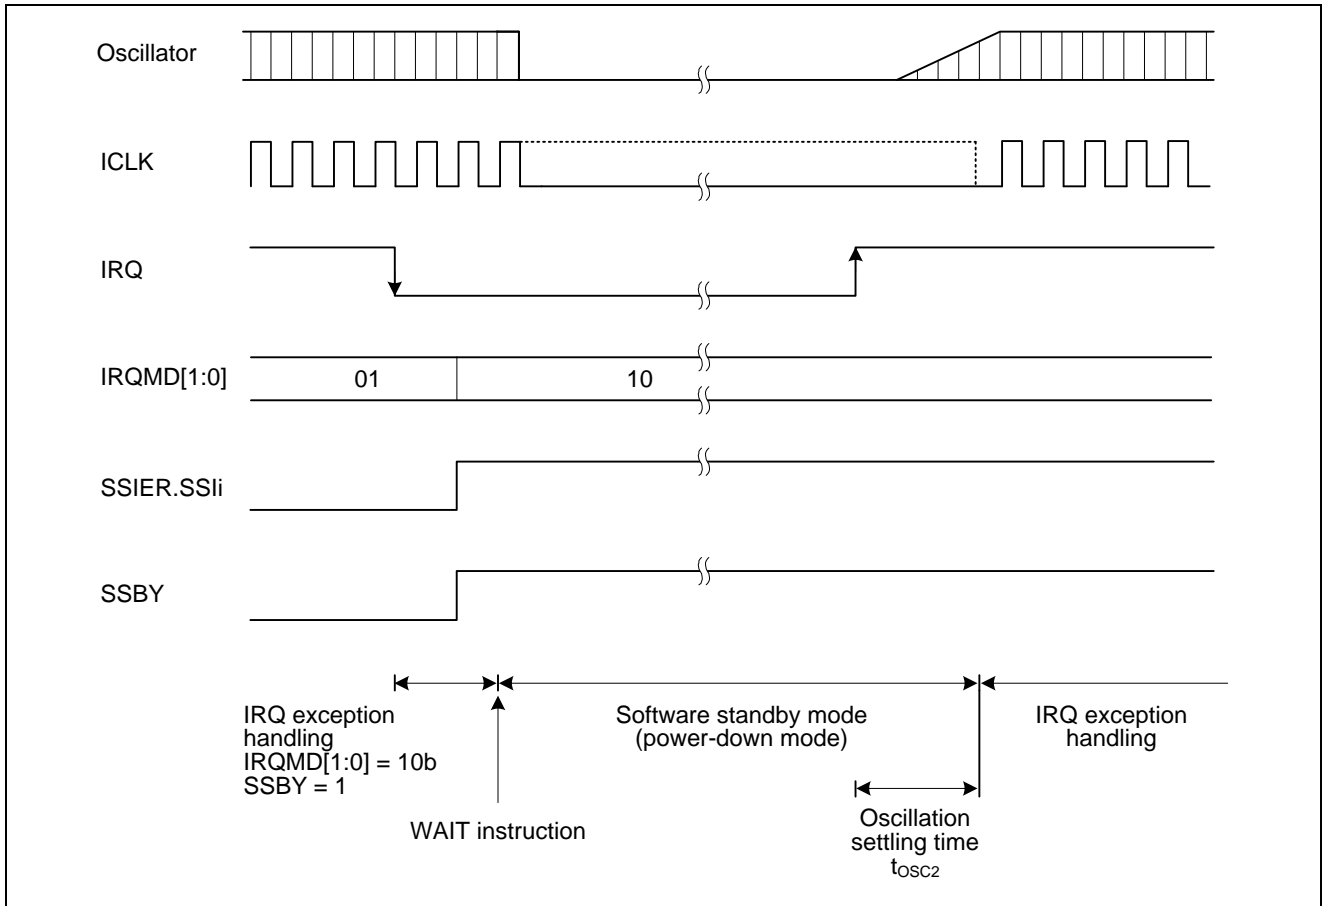 Oscillator
ICLK
IRQ
IRQMD[1:0]
01
10
SSIER.SSIi
SSBY
IRQ exception
handling
IRQMD[1:0] = 10b
SSBY = 1
WAIT instruction
Software standby mode
(power-down mode)
Oscillation
settling time
tOSC2
IRQ exception
handling